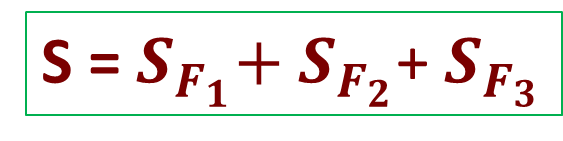 S = S_{F_1} + S_{F_2} + S_{F_3}